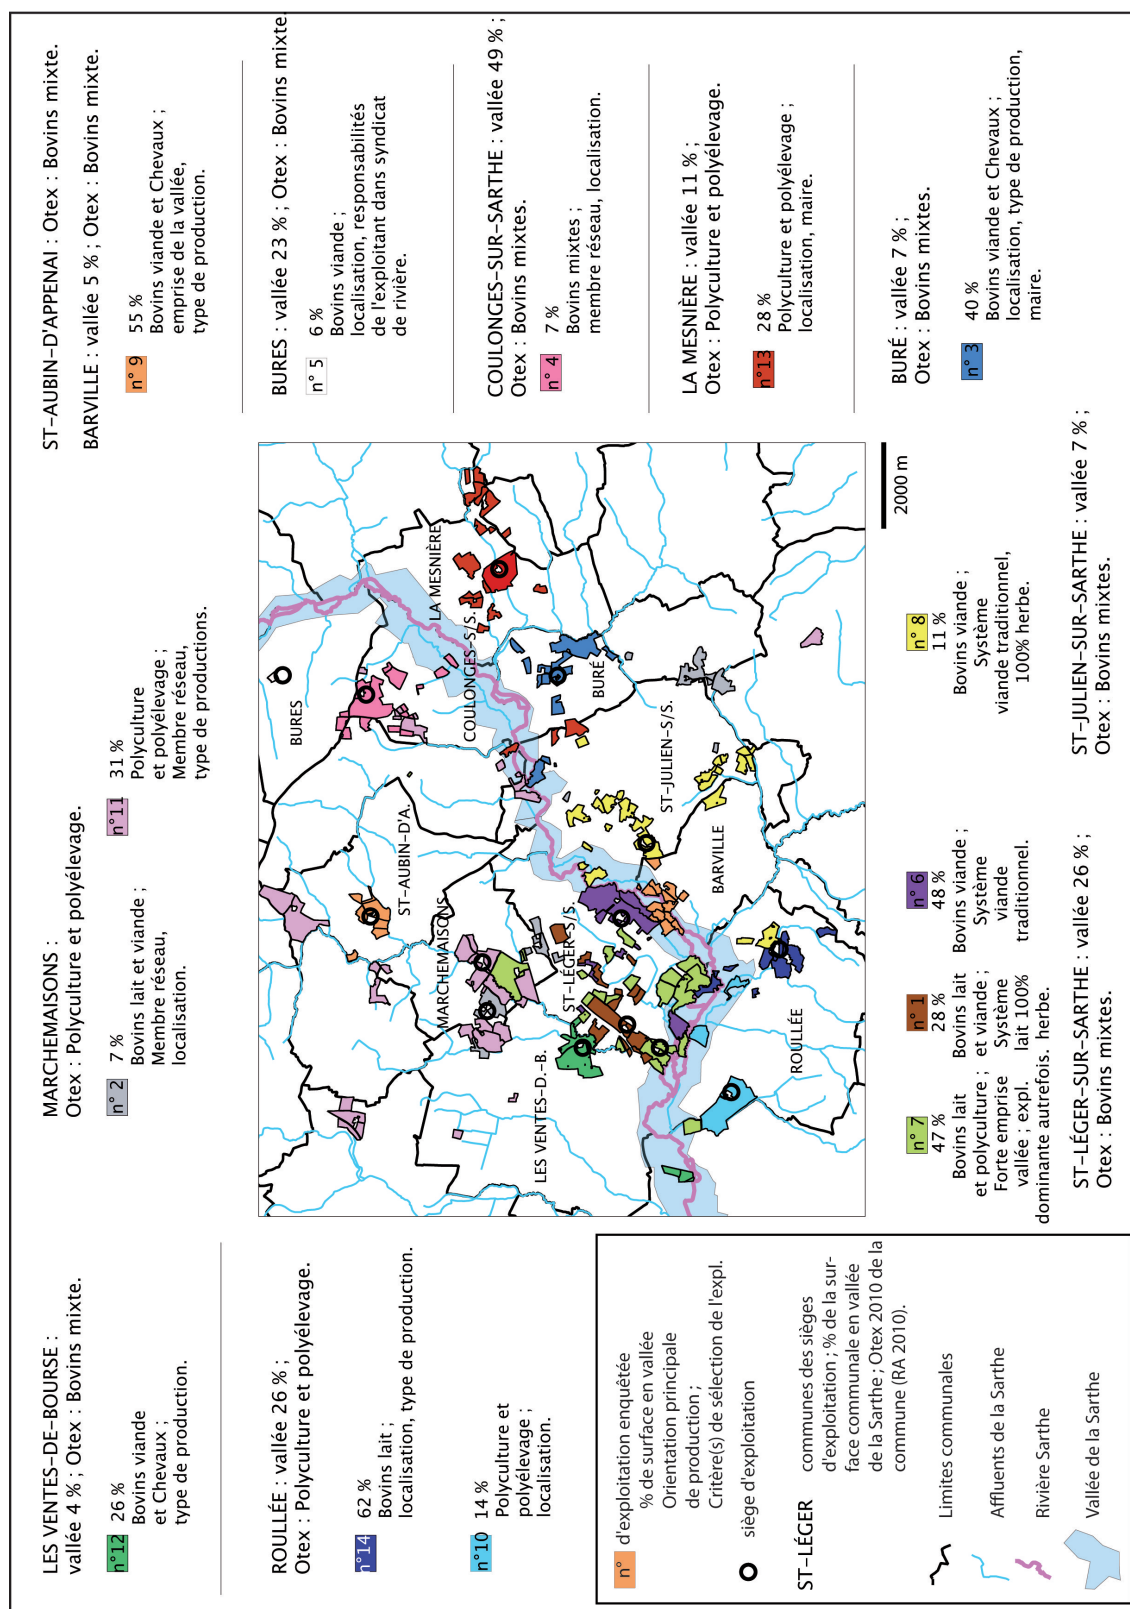 LES VENTES-DE-BOURSE :
vallée 4 % ; Otex : Bovins mixte.
n°12
26 %
Bovins viande
et Chevaux ;
type de production.
ROULLÉE : vallée 26 % ;
Otex : Polyculture et polyélevage.
n°14
62 %
Bovins lait ;
localisation, type de production.
n°10
14 %
Polyculture et
polyélevage ;
localisation.
MARCHEMAISONS :
Otex : Polyculture et polyélevage.
n° 2
7 %
Bovins lait et viande ;
Membre réseau,
localisation.
n°11
31 %
Polyculture
et polyélevage ;
Membre réseau,
type de productions.
ST-AUBIN-D'APPENAI : Otex : Bovins mixte.
BARVILLE : vallée 5 % ; Otex : Bovins mixte.
n° 9
55 %
Bovins viande et Chevaux ;
emprise de la vallée,
type de production.
BURES : vallée 23 % ; Otex : Bovins mixte.
n° 5
6 %
Bovins viande ;
localisation, responsabilités
de l'exploitant dans syndicat
de rivière.
COULONGES-SUR-SARTHE : vallée 49 % ;
Otex : Bovins mixtes.
n° 4
7 %
Bovins mixtes ;
membre réseau, localisation.
LA MESNIÈRE : vallée 11 % ;
Otex : Polyculture et polyélevage.
n°13
28 %
Polyculture et polyélevage ;
localisation, maire.
BURÉ : vallée 7 % ;
Otex : Bovins mixtes.
n° 3
40 %
Bovins viande et Chevaux ;
localisation, type de production,
maire.
BURES
LA MESNIÈRE
COULONGES-S/S.
ST-AUBIN-D'A.
MARCHEMAISONS
BURÉ
LES VENTES-D.-B.
ST-LÉGER-S/S.
ST-JULIEN-S/S.
BARVILLE
ROULLÉE
2000 m
n° 7
47 %
Bovins lait
et polyculture ;
Forte emprise
vallée ; expl.
dominante autrefois.
n° 1
28 %
Bovins lait
et viande ;
Système
lait 100%
herbe.
n° 6
48 %
Bovins viande ;
Système
viande
traditionnel.
ST-LÉGER-SUR-SARTHE : vallée 26 % ;
Otex : Bovins mixtes.
n° 8
11 %
Bovins viande ;
Système
viande traditionnel,
100% herbe.
ST-JULIEN-SUR-SARTHE : vallée 7 % ;
Otex : Bovins mixtes.
n°
d'exploitation enquêtée
% de surface en vallée
Orientation principale
de production ;
Critère(s) de sélection de l'expl.
siège d'exploitation
ST-LÉGER
communes des sièges
d'exploitation ; % de la sur-
face communale en vallée
de la Sarthe ; Otex 2010 de la
commune (RA 2010).
Limites communales
Affluents de la Sarthe
Rivière Sarthe
Vallée de la Sarthe